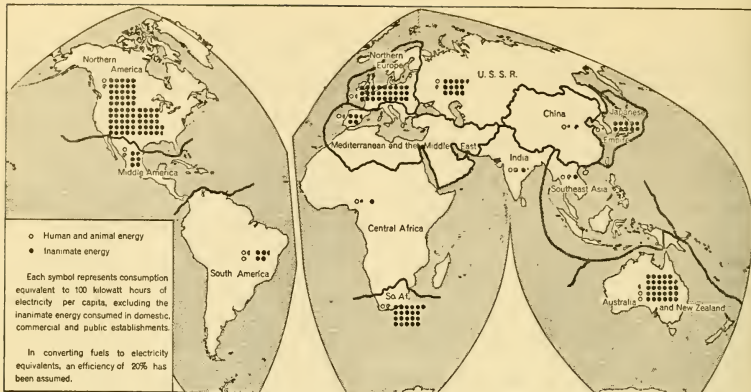 Northern
America
Northern
Europe
U. S. S. R.
China
Japanese
Empire
Mediterranean and the Middle East
India
Middle America
Southeast Asia
Central Africa
South America
So. Af.
Australia
and New Zealand
Human and animal energy
Inanimate energy
Each symbol represents consumption
equivalent to 100 kilowatt hours of
electricity per capita, excluding the
inanimate energy consumed in domestic,
commercial and public establishments.
In converting fuels to electricity
equivalents, an efficiency of 20% has
been assumed.